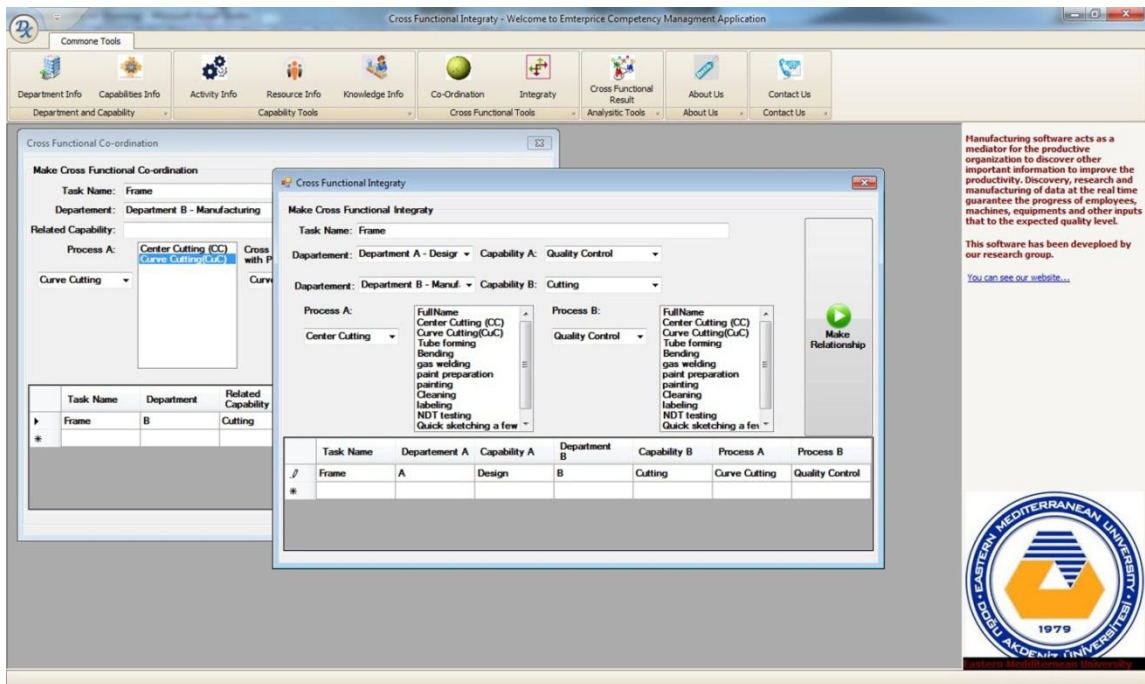 Cross Functional Integraty - Welcome to Emterprice Competency Managment Application
Commone Tools
Department Info
Capabilities Info
Activity Info
Resource Info
Knowledge Info
Co-Ordination
Integraty
Cross Functional
Result
About Us
Contact Us
Department and Capability
Capability Tools
Cross Functional Tools
Analysitic Tools
About Us
Contact Us
Cross Functional Co-ordination
Make Cross Functional Co-ordination
Task Name: Frame
Departement: Department B - Manufacturing
Related Capability:
Process A:
Center Cutting (CC)
Curve Cutting(CuC)
Cross
with P
Curve Cutting
Curv
Task Name Department Related
Capability
Frame B Cutting
Cross Functional Integraty
Make Cross Functional Integraty
Task Name: Frame
Dapartement: Department A - Desigr Capability A: Quality Control
Dapartement: Department B - Manuf. Capability B: Cutting
Process A:
Center Cutting
FullName
Center Cutting (CC)
Curve Cutting(CuC)
Tube forming
Bending
gas welding
paint preparation
painting
Cleaning
labeling
NDT testing
Quick sketching a few
Process B:
Quality Control
FullName
Center Cutting (CC)
Curve Cutting(CuC)
Tube forming
Bending
gas welding
paint preparation
painting
Cleaning
labeling
NDT testing
Quick sketching a few
Make
Relationship
Task Name Departement A Capability A Department
B Capability B Process A Process B
Frame A Design B Cutting Curve Cutting Quality Control
Manufacturing software acts as a
mediator for the productive
organization to discover other
important information to improve the
productivity. Discovery, research and
manufacturing of data at the real time
guarantee the progress of employees,
machines, equipments and other inputs
that to the expected quality level.
This software has been deveploed by
our research group.
You can see our website...
EASTERN MEDITERRANEAN UNIVERSITY
DOĞU AKDENİZ ÜNİVERSİTESİ
1979
Eastern Medditernean University